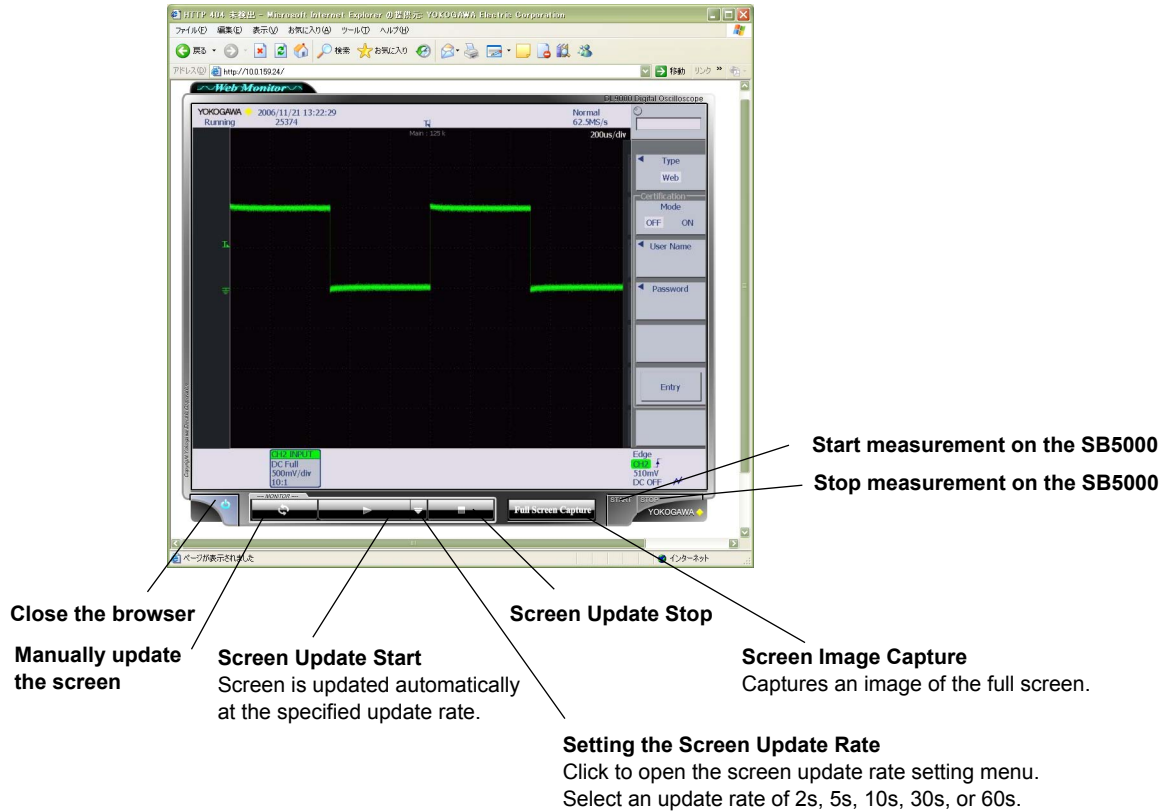 HTTP 404 未検出 - Microsoft Internet Explorer の提供元: YOKOGAWA Electric Corporation
ファイル(F) 編集(E) 表示(V) お気に入り(A) ツール(T) ヘルプ(H)
戻る 検索 お気に入り
アドレス(D) http://10.0.159.24/ 移動 リンク »
Web Monitor
Digital Oscilloscope
YOKOGAWA 2006/11/21 13:22:29 Normal
Running 25374 62.5MS/s
Main : 125 k 200us/div
Type
Web
Certification
Mode
OFF ON
User Name
Password
Entry
CH2 INPUT
DC Full
500mV/div
10:1
Edge
CH2
510mV
DC OFF
MONITOR
Full Screen Capture
START STOP
YOKOGAWA
ページが表示されました インターネット
Start measurement on the SB5000
Stop measurement on the SB5000
Close the browser
Manually update
the screen
Screen Update Start
Screen is updated automatically
at the specified update rate.
Screen Update Stop
Screen Image Capture
Captures an image of the full screen.
Setting the Screen Update Rate
Click to open the screen update rate setting menu.
Select an update rate of 2s, 5s, 10s, 30s, or 60s.